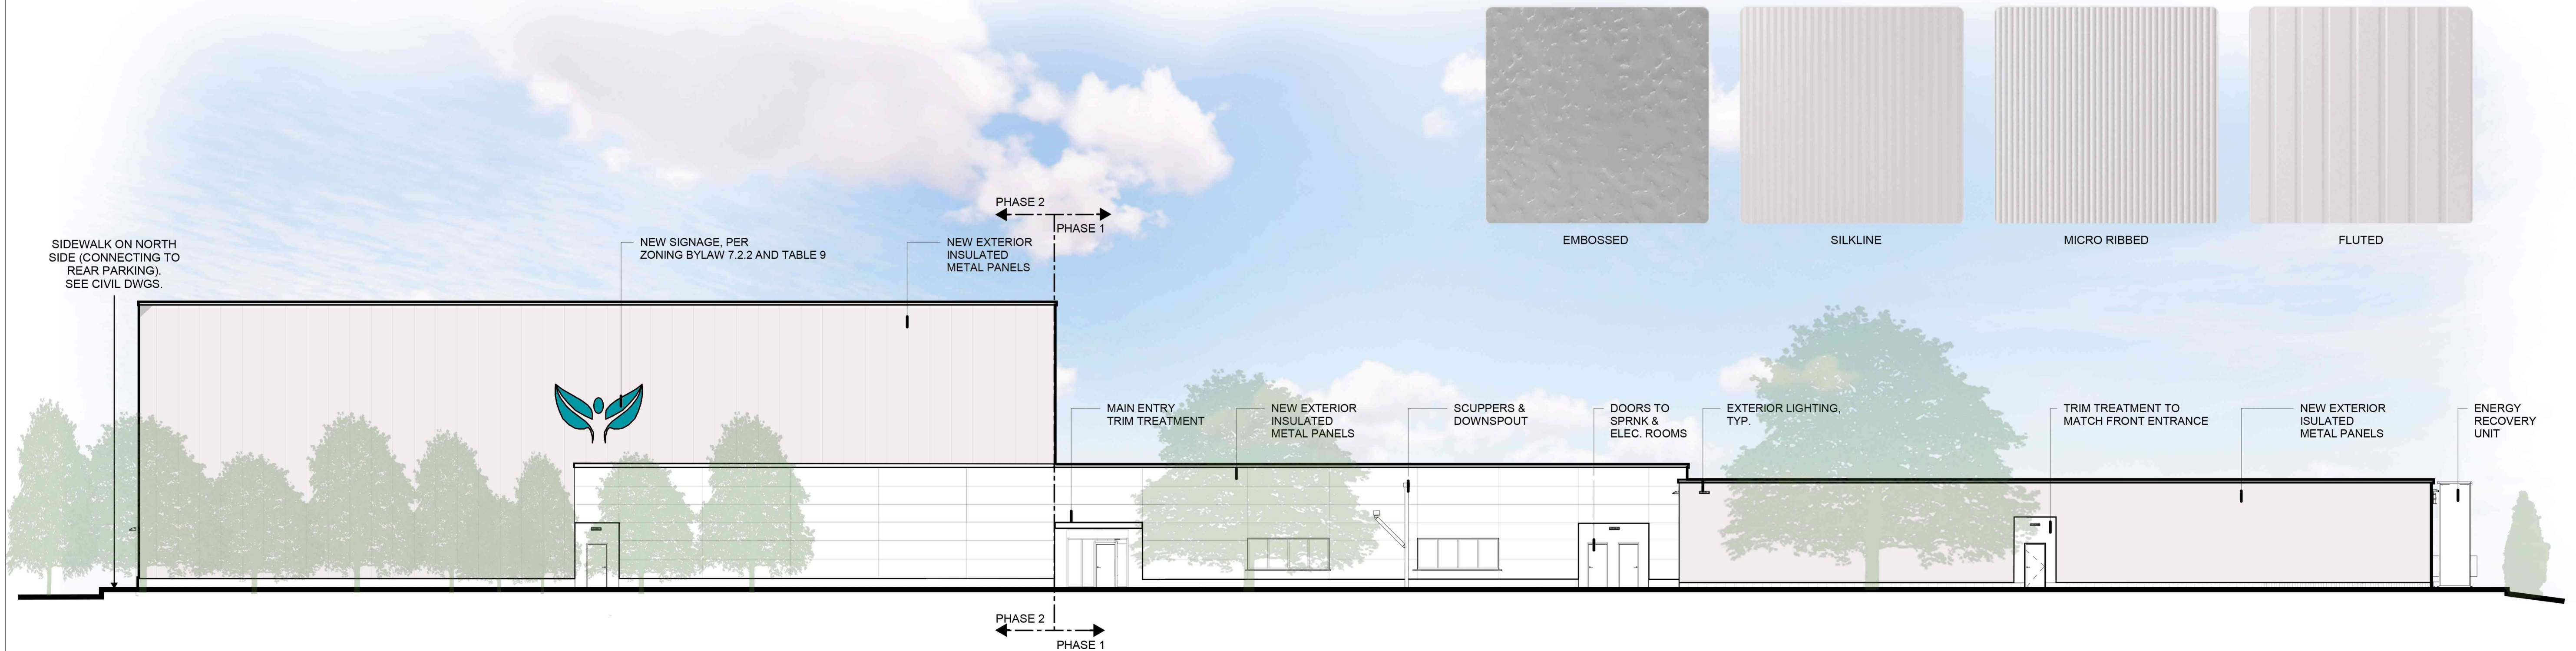 EMBOSSED
SILKLINE
MICRO RIBBED
FLUTED
PHASE 2
PHASE 1
SIDEWALK ON NORTH
SIDE (CONNECTING TO
REAR PARKING).
SEE CIVIL DWGS.
NEW SIGNAGE, PER
ZONING BYLAW 7.2.2 AND TABLE 9
NEW EXTERIOR
INSULATED
METAL PANELS
MAIN ENTRY
TRIM TREATMENT
NEW EXTERIOR
INSULATED
METAL PANELS
SCUPPERS &
DOWNSPOUT
DOORS TO
SPRNK &
ELEC. ROOMS
EXTERIOR LIGHTING,
TYP.
TRIM TREATMENT TO
MATCH FRONT ENTRANCE
NEW EXTERIOR
ISULATED
METAL PANELS
ENERGY
RECOVERY
UNIT
PHASE 2
PHASE 1